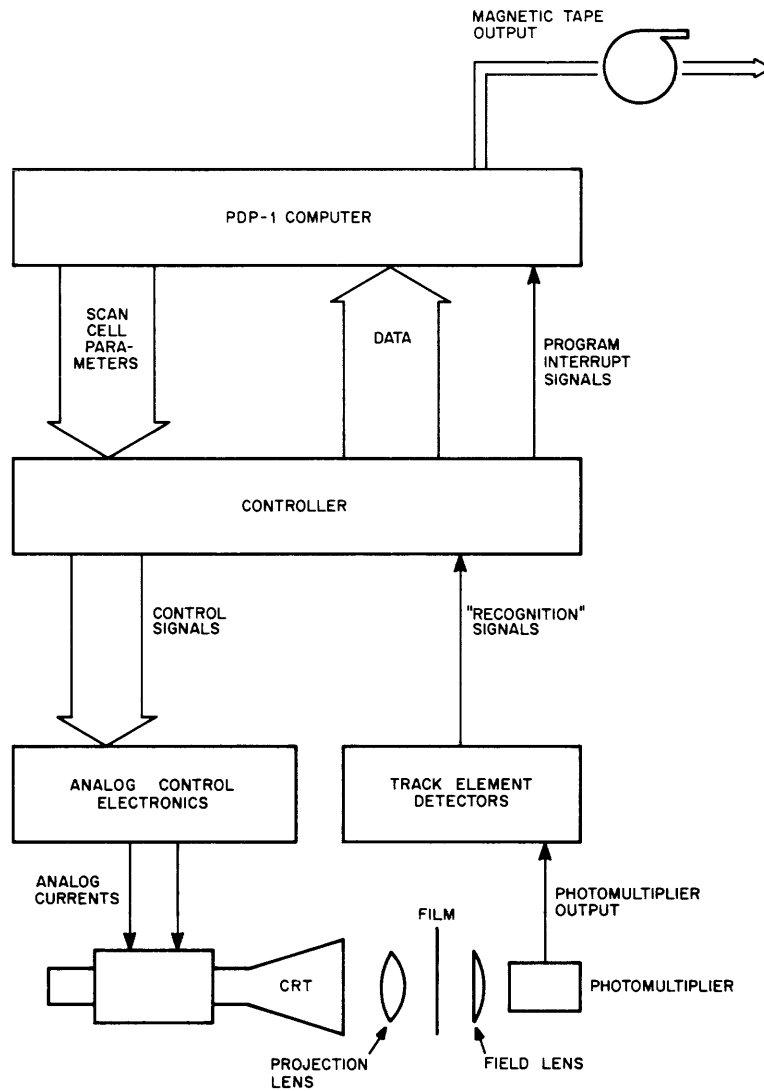 MAGNETIC TAPE
OUTPUT
PDP-1 COMPUTER
SCAN
CELL
PARA-
METERS
DATA
PROGRAM
INTERRUPT
SIGNALS
CONTROLLER
CONTROL
SIGNALS
"RECOGNITION"
SIGNALS
ANALOG CONTROL
ELECTRONICS
TRACK ELEMENT
DETECTORS
ANALOG
CURRENTS
PHOTOMULTIPLIER
OUTPUT
FILM
CRT
PHOTOMULTIPLIER
PROJECTION
LENS
FIELD LENS